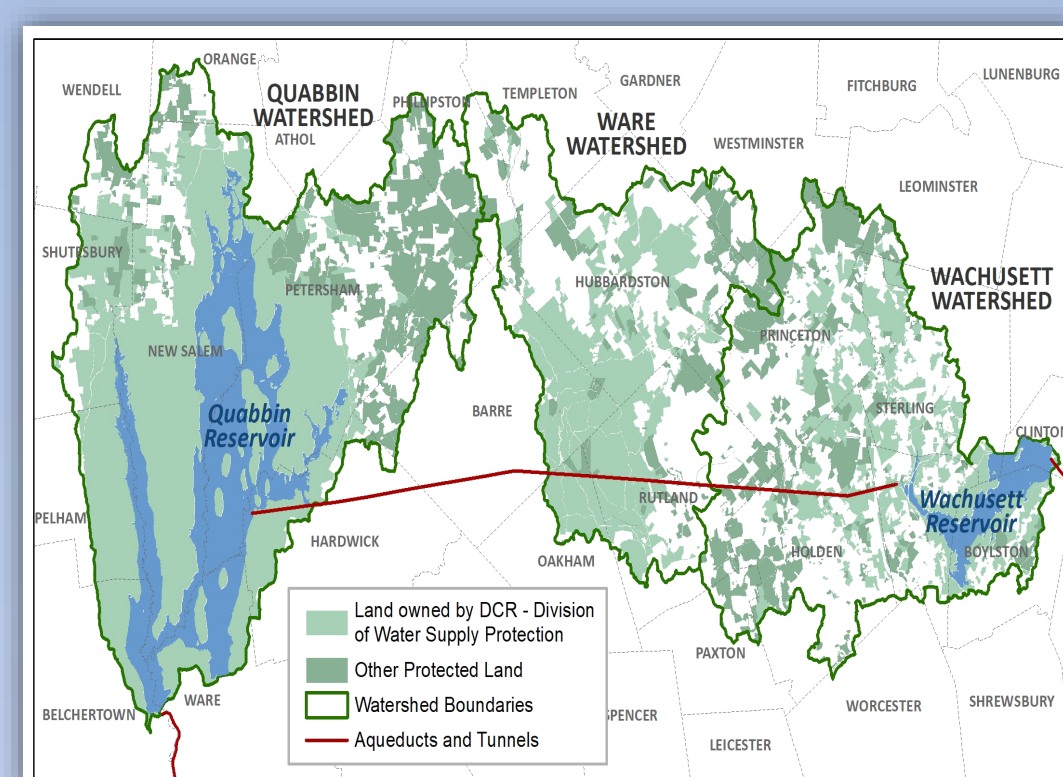 ORANGE
WENDELL
QUABBIN
WATERSHED
ATHOL
PHILLIPSTON
TEMPLETON
GARDNER
WARE
WATERSHED
WESTMINSTER
FITCHBURG
LUNENBURG
LEOMINSTER
SHUTESBURY
PETERSHAM
HUBBARDSTON
WACHUSETT
WATERSHED
NEW SALEM
PRINCETON
Quabbin
Reservoir
BARRE
STERLING
CLINTON
PELHAM
HARDWICK
RUTLAND
Wachusett
Reservoir
OAKHAM
HOLDEN
BOYLSTON
Land owned by DCR - Division
of Water Supply Protection
Other Protected Land
Watershed Boundaries
Aqueducts and Tunnels
PAXTON
BELCHERTOWN
WARE
SPENCER
LEICESTER
WORCESTER
SHREWSBURY